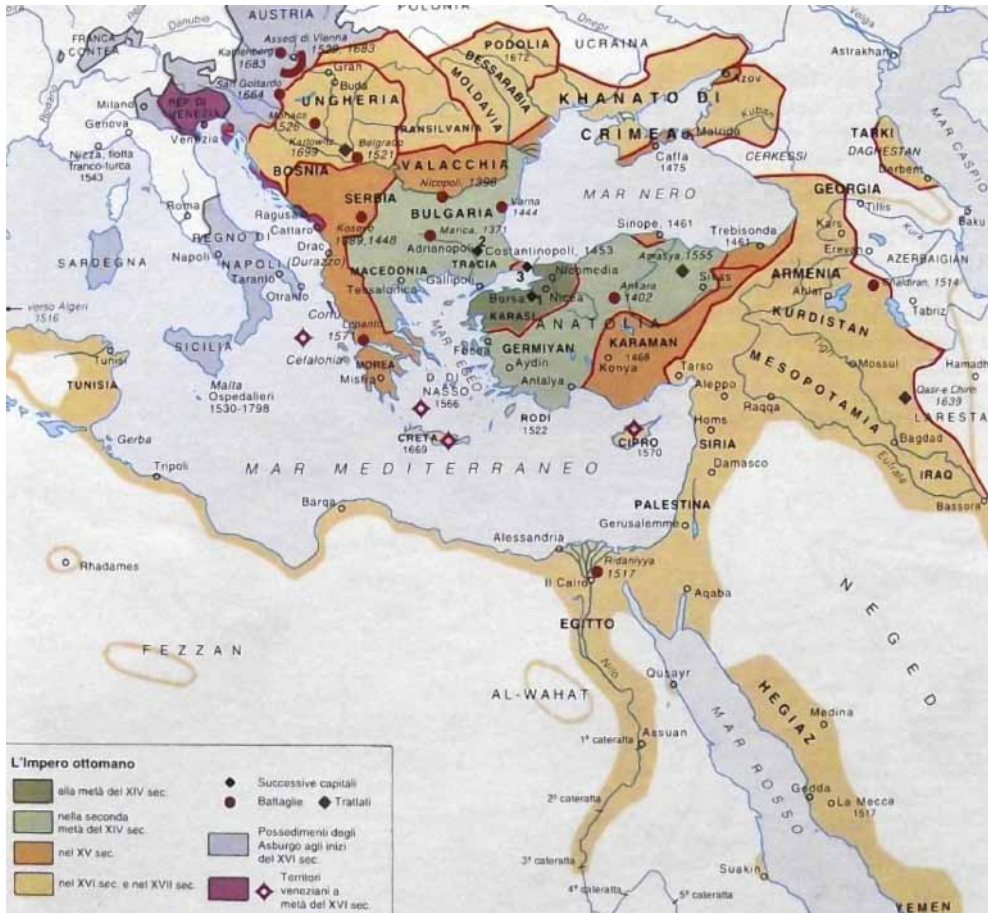 POLONIA
AUSTRIA
UCRAINA
Dnepr
Volga
Astrakhan
Danubio
FRANCA
CONTEA
Rodano
Assedi di Vienna
1529, 1683
Kahlenberg
1683
San Gottardo
1664
Gran
Buda
UNGHERIA
Mohács
1526
Karlowitz
1699
Belgrado
1521
TRANSILVANIA
PODOLIA
1672
BESSARABIA
MOLDAVIA
KHANATO DI
CRIMEA
Azov
Kuban
Caffa
1475
CERKESSI
TARKI
DAGHESTAN
Derbent
MAR CASPIO
Baku
Milano
REP. DI
VENEZIA
Venezia
Genova
Nizza, flotta
franco-turca
1543
Roma
BOSNIA
SERBIA
VALACCHIA
Nicopoli, 1396
BULGARIA
Varna
1444
Marica, 1371
Kosovo
1389, 1448
Ragusa
Cattaro
Drac
(Durazzo)
REGNO DI
NAPOLI
Napoli
Taranto
Otranto
SARDEGNA
SICILIA
MAR NERO
Sinope, 1461
Trebisonda
1461
GEORGIA
Tiflis
Kura
Kars
Erevan
AZERBAIGIAN
ARMENIA
Ahlat
Chaldiran, 1514
Tabriz
KURDISTAN
Adrianopoli
2
Costantinopoli, 1453
TRACIA
3
Nicomedia
Gallipoli
Bursa
1
Nicea
KARASI
MACEDONIA
Tessalonica
Amasya, 1555
Sivas
Ankara
1402
ANATOLIA
GERMIYAN
Aydin
Antalya
KARAMAN
1468
Konya
Tarso
Corfù
Lepanto
1571
Cefalonia
MOREA
Mistra
MAR EGEO
D. DI
NASSO
1566
RODI
1522
CRETA
1669
CIPRO
1570
verso Algeri
1516
Tunisi
TUNISIA
Malta
Ospedalieri
1530-1798
Gerba
Tripoli
MAR MEDITERRANEO
Barqa
Aleppo
Homs
SIRIA
Damasco
Raqqa
MESOPOTAMIA
Mossul
Hamadh
Qasr-e Chirin
1639
LARESTA
Bagdad
Eufrate
IRAQ
Bassora
PALESTINA
Gerusalemme
Alessandria
Ridaniyya
1517
Il Cairo
Aqaba
EGITTO
Rhadames
FEZZAN
AL-WAHAT
Nilo
Qusayr
Assuan
1ª cateratta
2ª cateratta
3ª cateratta
4ª cateratta
5ª cateratta
MAR ROSSO
HEGIAZ
NEGED
Medina
Gedda
La Mecca
1517
Suakin
YEMEN
L'Impero ottomano
alla metà del XIV sec.
nella seconda
metà del XIV sec.
nel XV sec.
nel XVI sec. e nel XVII sec.
Successive capitali
Battaglie
Trattati
Possedimenti degli
Asburgo agli inizi
del XVI sec.
Territori
veneziani a
metà del XVI sec.